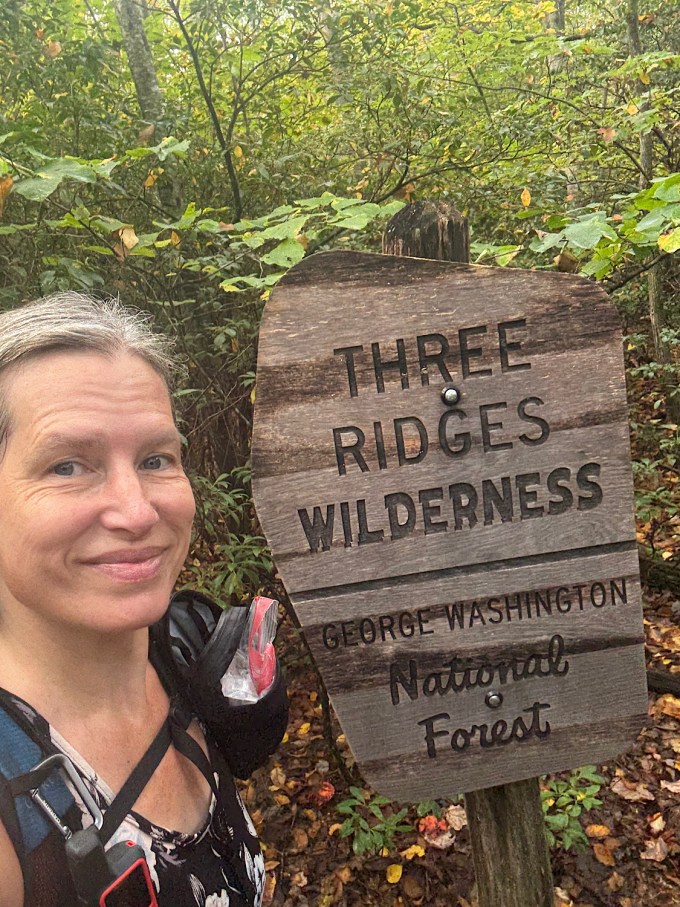 THREE
RIDGES
WILDERNESS
GEORGE WASHINGTON
National
Forest